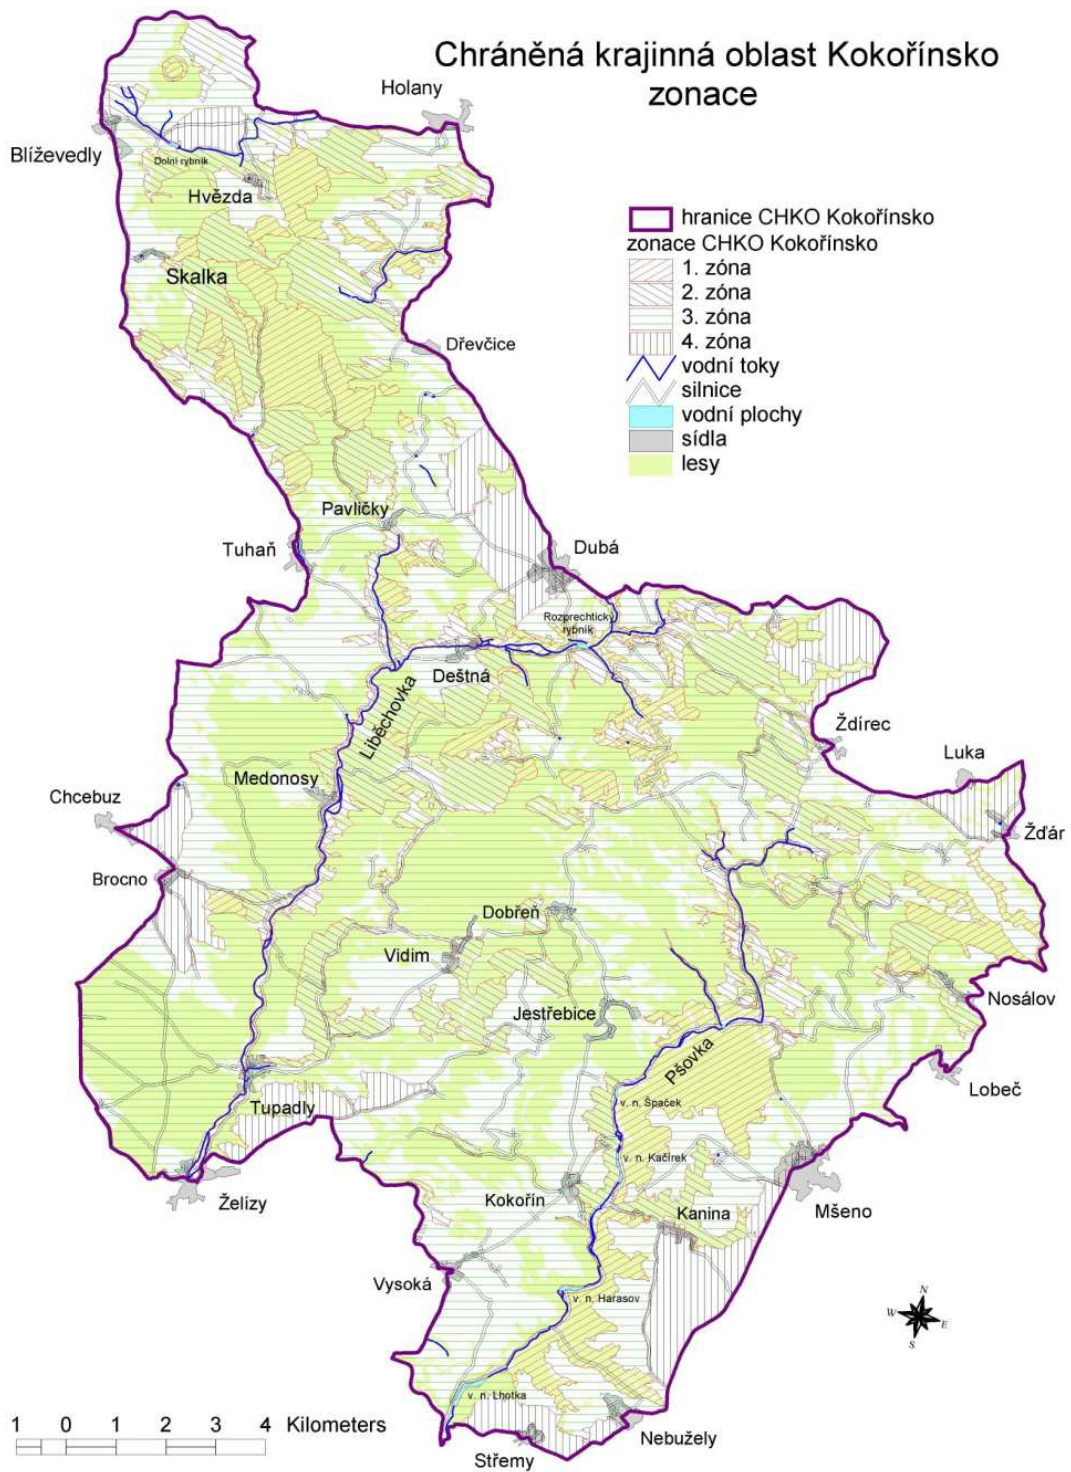 Chráněná krajinná oblast Kokořínsko
zonace
Holany
Blíževedly
Dolní rybník
Hvězda
Skalka
hranice CHKO Kokořínsko
zonace CHKO Kokořínsko
1. zóna
2. zóna
3. zóna
4. zóna
vodní toky
silnice
vodní plochy
sídla
lesy
Dřevčice
Pavličky
Tuhaň
Dubá
Rozprechtický
rybník
Deštná
Liběchovka
Ždírec
Luka
Medonosy
Chcebuz
Žďár
Brocno
Dobřeň
Vidim
Nosálov
Jestřebice
Pšovka
Lobeč
v. n. Špaček
Tupadly
v. n. Kačírek
Želízy
Kokořín
Kanina
Mšeno
Vysoká
v. n. Harasov
N
W
E
S
v. n. Lhotka
1 0 1 2 3 4 Kilometers
Nebužely
Střemy